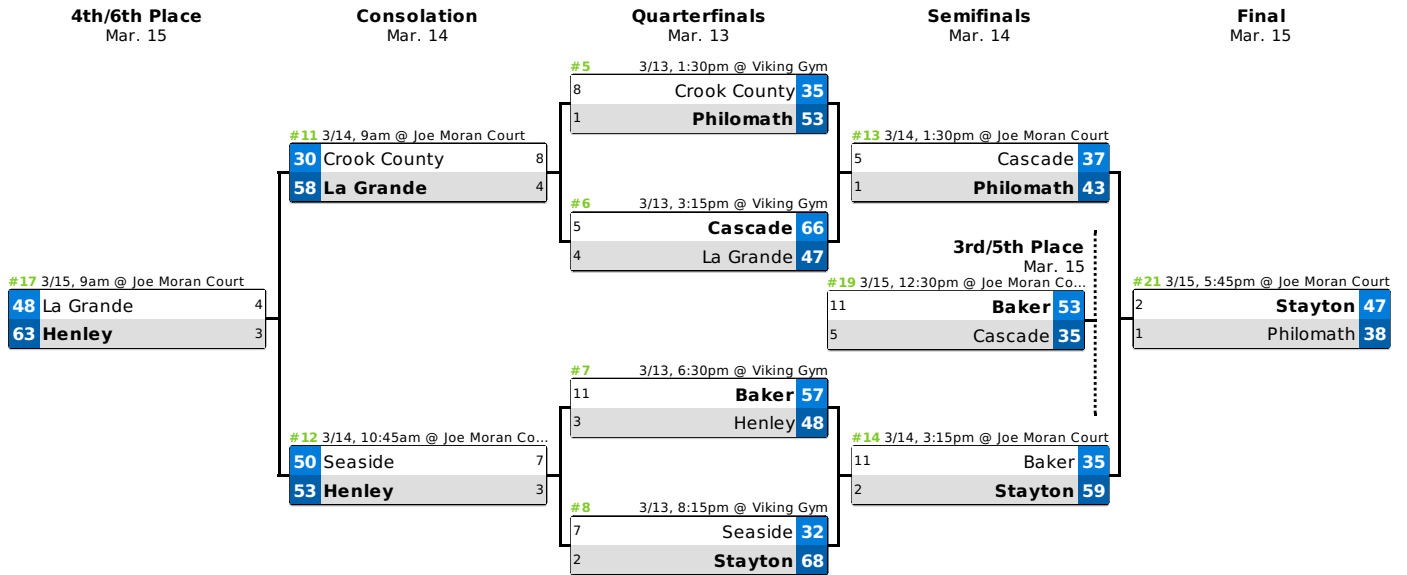 4th/6th Place
Mar. 15
Consolation
Mar. 14
Quarterfinals
Mar. 13
Semifinals
Mar. 14
Final
Mar. 15
#17 3/15, 9am @ Joe Moran Court
48 La Grande 4
63 Henley 3
#11 3/14, 9am @ Joe Moran Court
30 Crook County 8
58 La Grande 4
#12 3/14, 10:45am @ Joe Moran Co...
50 Seaside 7
53 Henley 3
#5 3/13, 1:30pm @ Viking Gym
8 Crook County 35
1 Philomath 53
#6 3/13, 3:15pm @ Viking Gym
5 Cascade 66
4 La Grande 47
#7 3/13, 6:30pm @ Viking Gym
11 Baker 57
3 Henley 48
#8 3/13, 8:15pm @ Viking Gym
7 Seaside 32
2 Stayton 68
#13 3/14, 1:30pm @ Joe Moran Court
5 Cascade 37
1 Philomath 43
3rd/5th Place
Mar. 15
#19 3/15, 12:30pm @ Joe Moran Co...
11 Baker 53
5 Cascade 35
#14 3/14, 3:15pm @ Joe Moran Court
11 Baker 35
2 Stayton 59
#21 3/15, 5:45pm @ Joe Moran Court
2 Stayton 47
1 Philomath 38